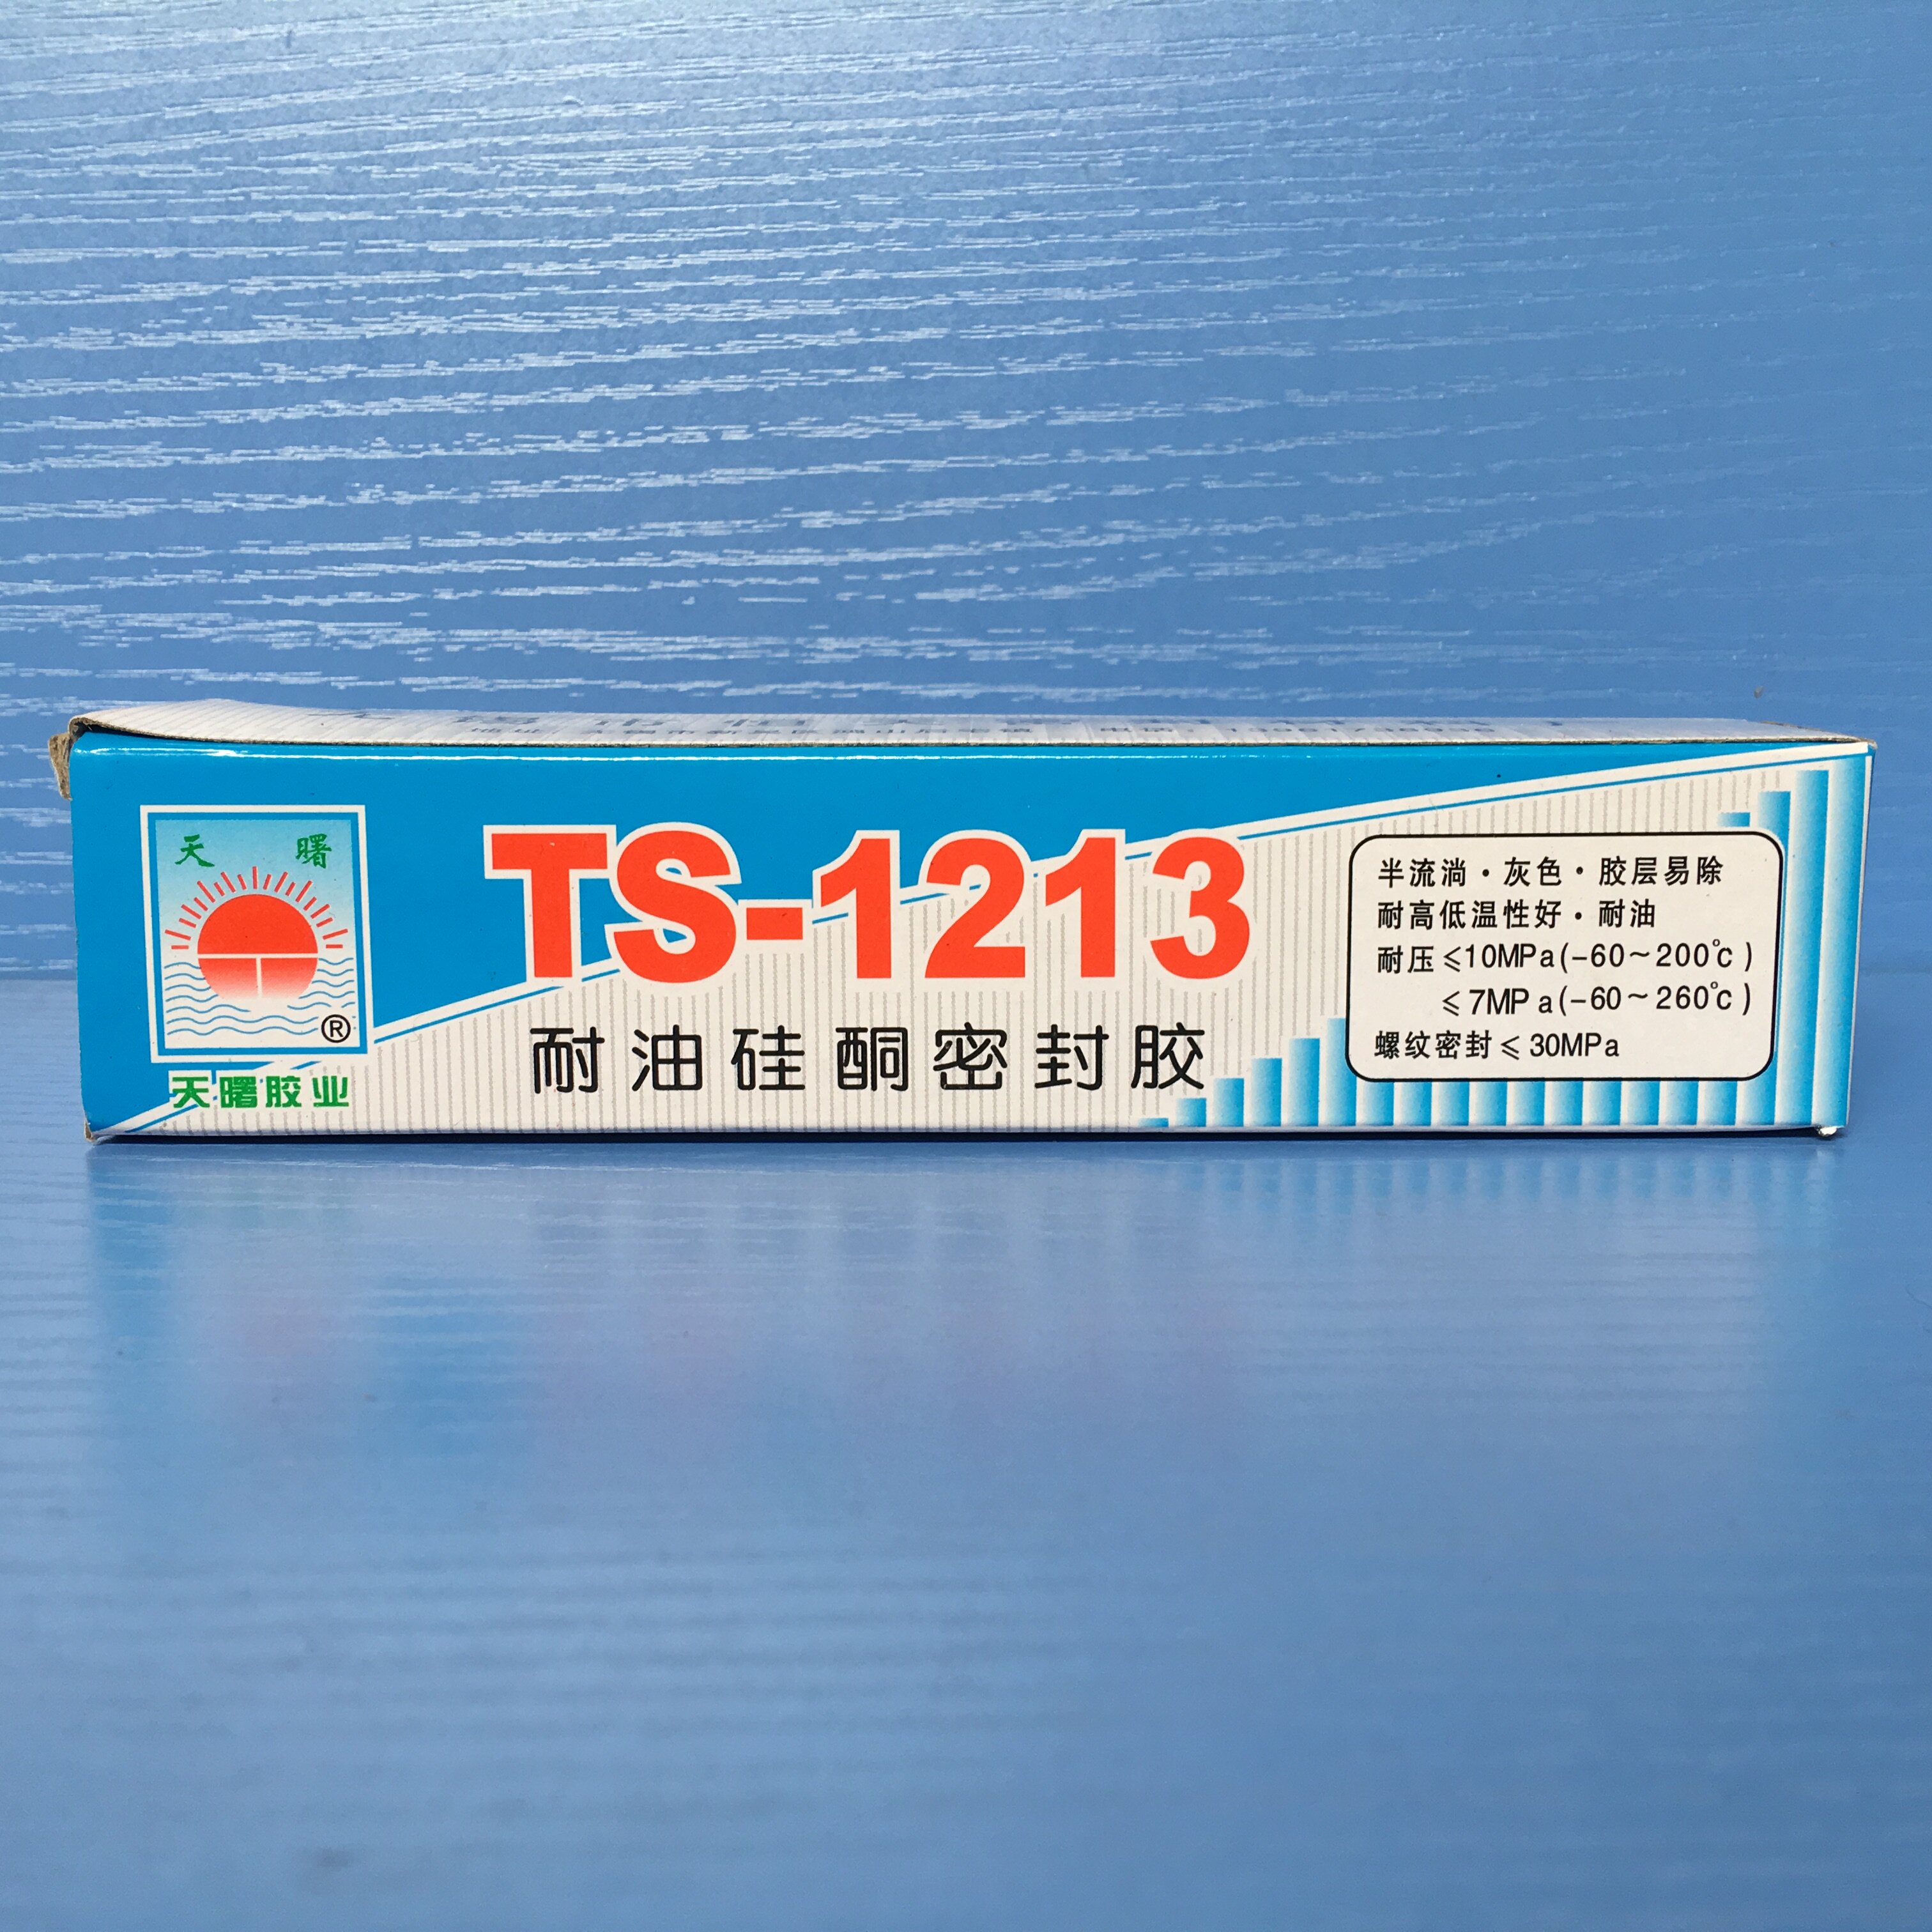 天曙
®
天曙胶业
TS-1213
耐油硅酮密封胶
半流淌·灰色·胶层易除
耐高低温性好·耐油
耐压≤10MPa(-60~200℃)
≤7MPa(-60~260℃)
螺纹密封≤30MPa